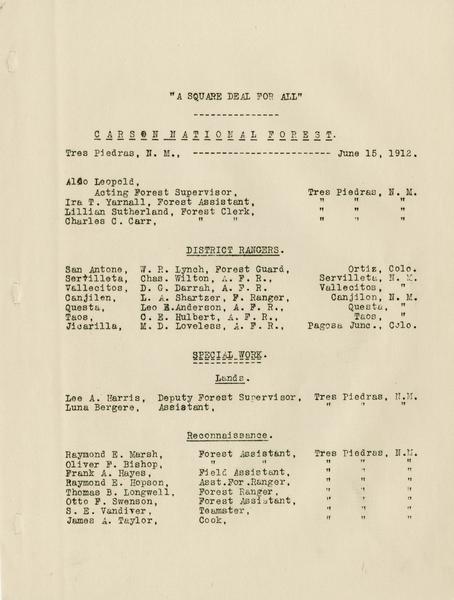 "A SQUARE DEAL FOR ALL"
---------------
CARSON NATIONAL FOREST.
Tres Piedras, N. M., ------------------------ June 15, 1912.
Aldo Leopold,
Acting Forest Supervisor, Tres Piedras, N. M.
Ira T. Yarnall, Forest Assistant, " " "
Lillian Sutherland, Forest Clerk, " " "
Charles C. Carr, " " " " "
DISTRICT RANGERS.
San Antone, W. P. Lynch, Forest Guard, Ortiz, Colo.
Servilleta, Chas. Wilton, A. F. R., Servilleta, N. M.
Vallecitos, D. G. Darrah, A. F. R. Vallecitos, "
Canjilen, L. A. Shartzer, F. Ranger, Canjilon, N. M.
Questa, Leo E.Anderson, A. F. R., Questa, "
Taos, C. E. Hulbert, A. F. R., Taos, "
Jicarilla, M. D. Loveless, A. F. R., Pagosa Junc., Colo.
SPECIAL WORK.
Lands.
Lee A. Harris, Deputy Forest Supervisor, Tres Piedras, N.M.
Luna Bergere, Assistant, " " "
Reconnaissance.
Raymond E. Marsh, Forest Assistant, Tres Piedras, N.M.
Oliver F. Bishop, " " " " "
Frank A. Hayes, Field Assistant, " " "
Raymond E. Hopson, Asst.For.Ranger, " " "
Thomas B. Longwell, Forest Ranger, " " "
Otto F. Swenson, Forest Assistant, " " "
S. E. Vandiver, Teamster, " " "
James A. Taylor, Cook, " " "